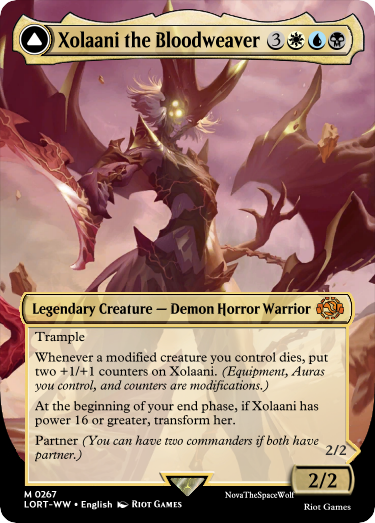 Xolaani the Bloodweaver 3
Legendary Creature — Demon Horror Warrior
Trample
Whenever a modified creature you control dies, put
two +1/+1 counters on Xolaani. (Equipment, Auras
you control, and counters are modifications.)
At the beginning of your end phase, if Xolaani has
power 16 or greater, transform her.
Partner (You can have two commanders if both have
partner.)
2/2
2/2
M 0267
LORT-WW • English Riot Games
NovaTheSpaceWolf
Riot Games